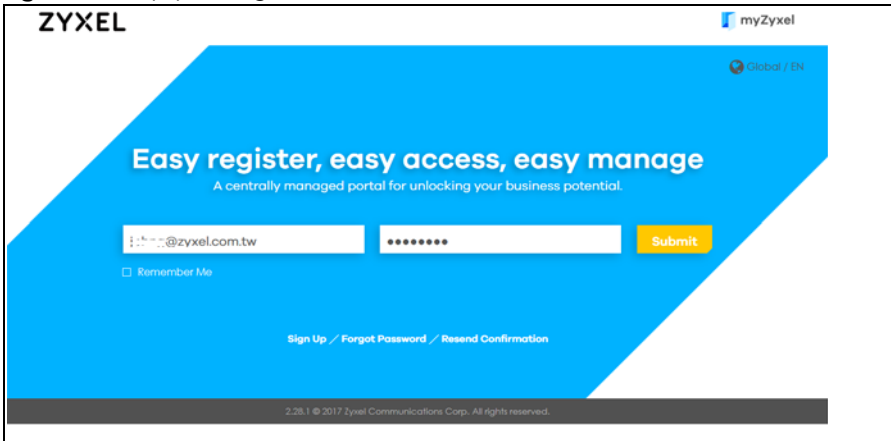 ZYXEL
myZyxel
Global / EN
Easy register, easy access, easy manage
A centrally managed portal for unlocking your business potential.
@zyxel.com.tw
Submit
Remember Me
Sign Up / Forgot Password / Resend Confirmation
2.28.1 © 2017 Zyxel Communications Corp. All rights reserved.